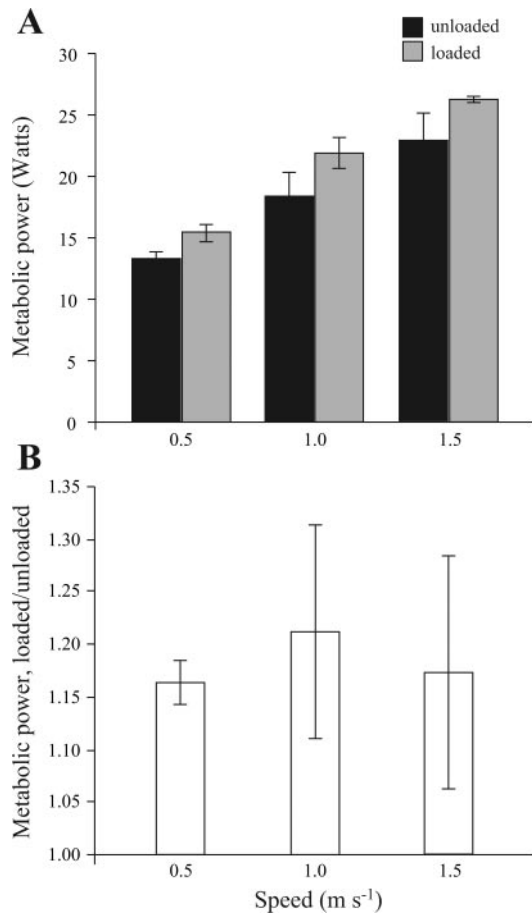 A
unloaded
loaded
Metabolic power (Watts)
30
25
20
15
10
5
0
0.5 1.0 1.5
B
Metabolic power, loaded/unloaded
1.35
1.30
1.25
1.20
1.15
1.10
1.05
1.00
0.5 1.0 1.5
Speed (m s⁻¹)